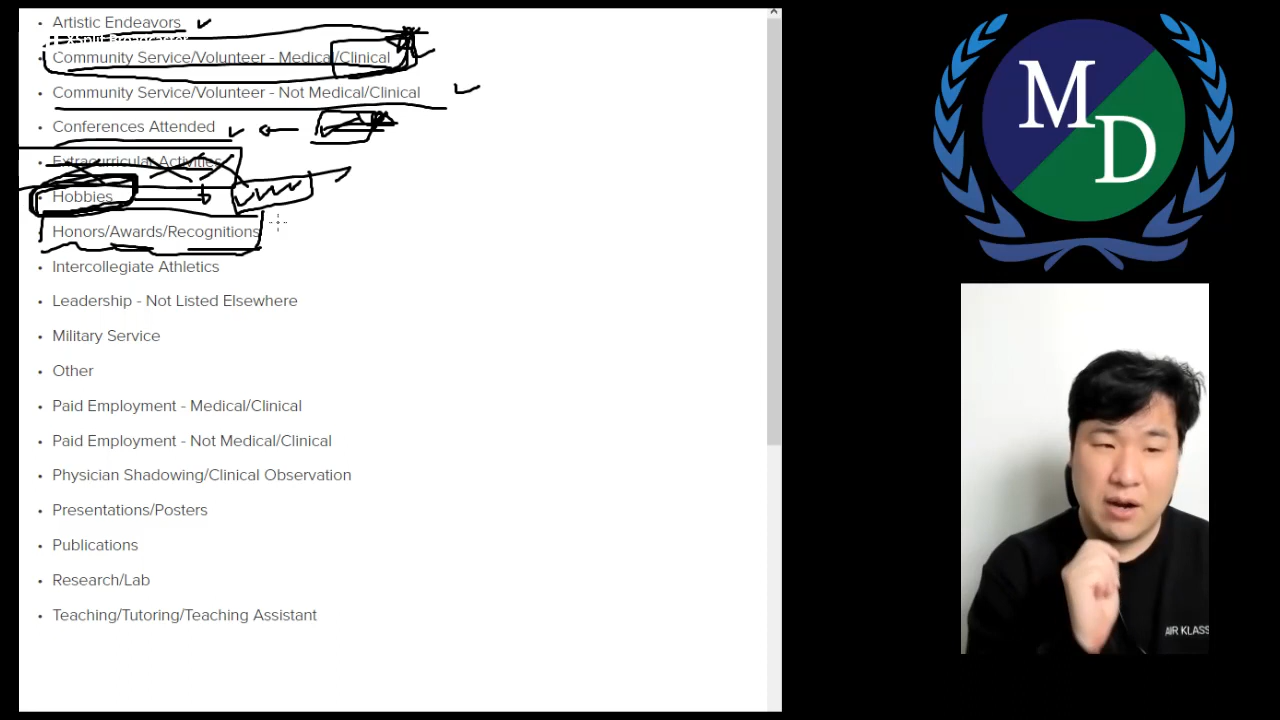 Artistic Endeavors
XSplit Broadcaster
Community Service/Volunteer - Medical/Clinical
Community Service/Volunteer - Not Medical/Clinical
Conferences Attended
Extracurricular Activities
Hobbies
Honors/Awards/Recognitions
Intercollegiate Athletics
Leadership - Not Listed Elsewhere
Military Service
Other
Paid Employment - Medical/Clinical
Paid Employment - Not Medical/Clinical
Physician Shadowing/Clinical Observation
Presentations/Posters
Publications
Research/Lab
Teaching/Tutoring/Teaching Assistant
M
D
AIR KLASS